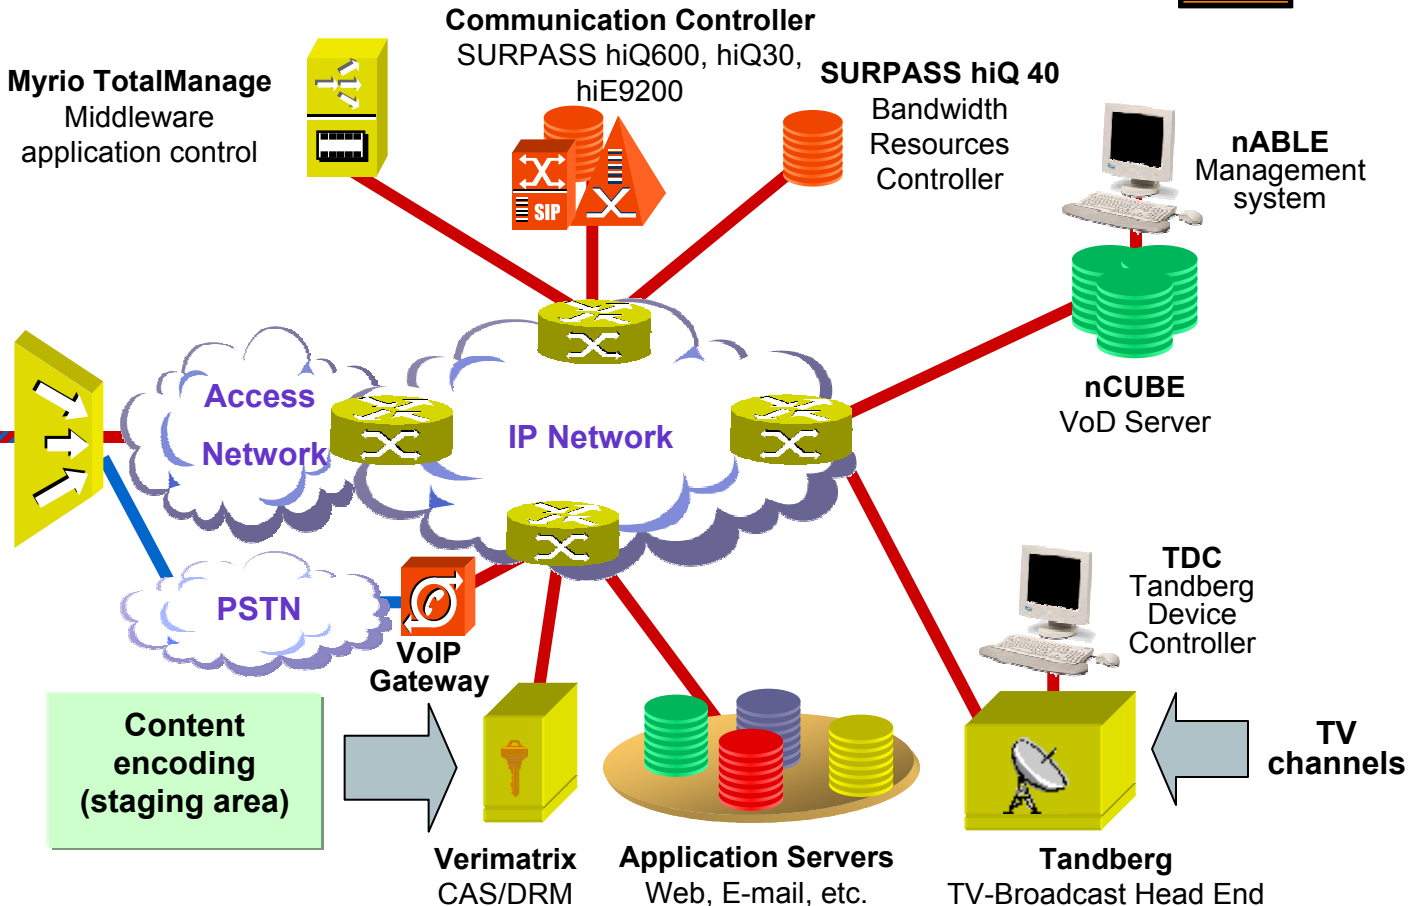 Communication Controller
SURPASS hiQ600, hiQ30,
hiE9200
Myrio TotalManage
Middleware
application control
SURPASS hiQ 40
Bandwidth
Resources
Controller
nABLE
Management
system
SIP
nCUBE
VoD Server
Access
Network
IP Network
PSTN
VoIP
Gateway
TDC
Tandberg
Device
Controller
Content
encoding
(staging area)
TV
channels
Verimatrix
CAS/DRM
Application Servers
Web, E-mail, etc.
Tandberg
TV-Broadcast Head End